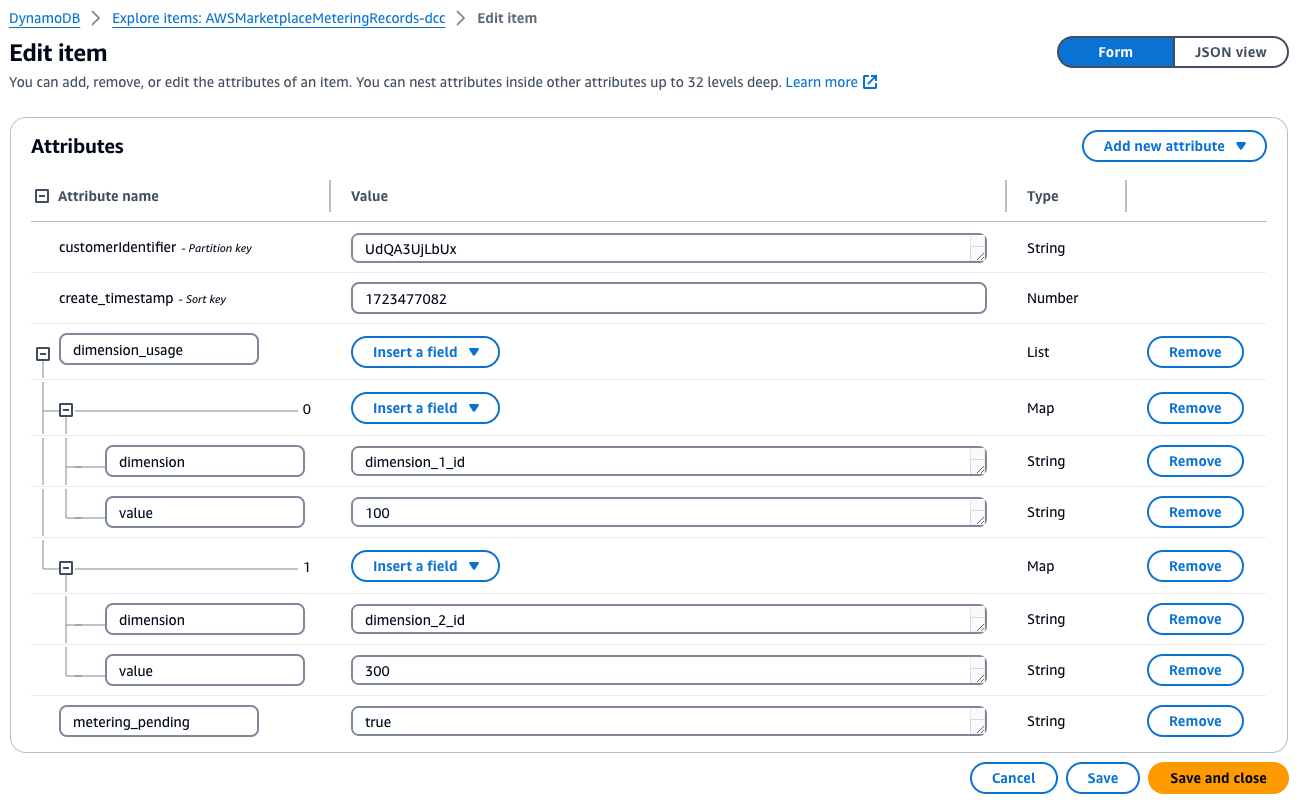 DynamoDB > Explore items: AWSMarketplaceMeteringRecords-dcc > Edit item
Edit item
Form JSON view
You can add, remove, or edit the attributes of an item. You can nest attributes inside other attributes up to 32 levels deep. Learn more
Attributes
Add new attribute
Attribute name Value Type
customerIdentifier - Partition key UdQA3UjLbUx String
create_timestamp - Sort key 1723477082 Number
dimension_usage Insert a field List Remove
0 Insert a field Map Remove
dimension dimension_1_id String Remove
value 100 String Remove
1 Insert a field Map Remove
dimension dimension_2_id String Remove
value 300 String Remove
metering_pending true String Remove
Cancel Save Save and close